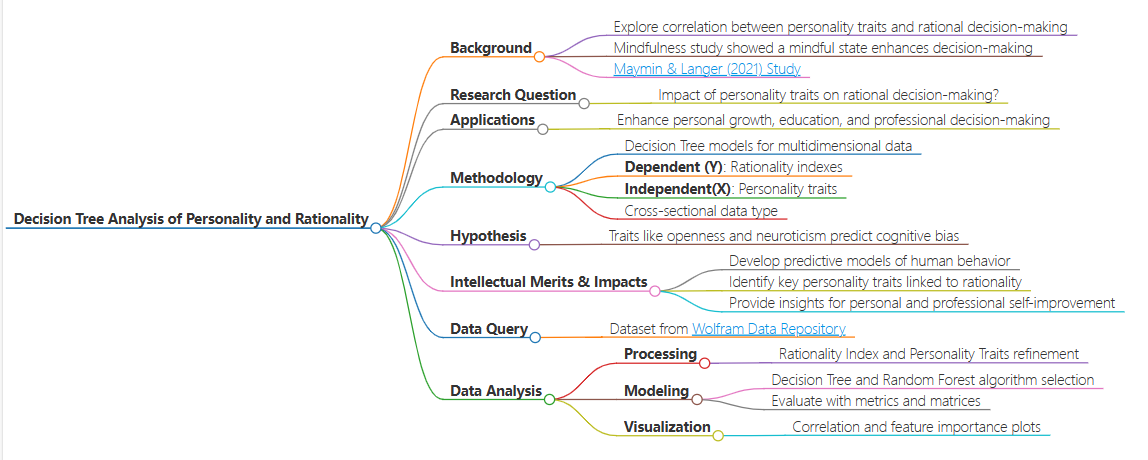 Decision Tree Analysis of Personality and Rationality
Background
Explore correlation between personality traits and rational decision-making
Mindfulness study showed a mindful state enhances decision-making
Maymin & Langer (2021) Study
Research Question
Impact of personality traits on rational decision-making?
Applications
Enhance personal growth, education, and professional decision-making
Methodology
Decision Tree models for multidimensional data
Dependent (Y): Rationality indexes
Independent(X): Personality traits
Cross-sectional data type
Hypothesis
Traits like openness and neuroticism predict cognitive bias
Intellectual Merits & Impacts
Develop predictive models of human behavior
Identify key personality traits linked to rationality
Provide insights for personal and professional self-improvement
Data Query
Dataset from Wolfram Data Repository
Data Analysis
Processing
Rationality Index and Personality Traits refinement
Modeling
Decision Tree and Random Forest algorithm selection
Evaluate with metrics and matrices
Visualization
Correlation and feature importance plots